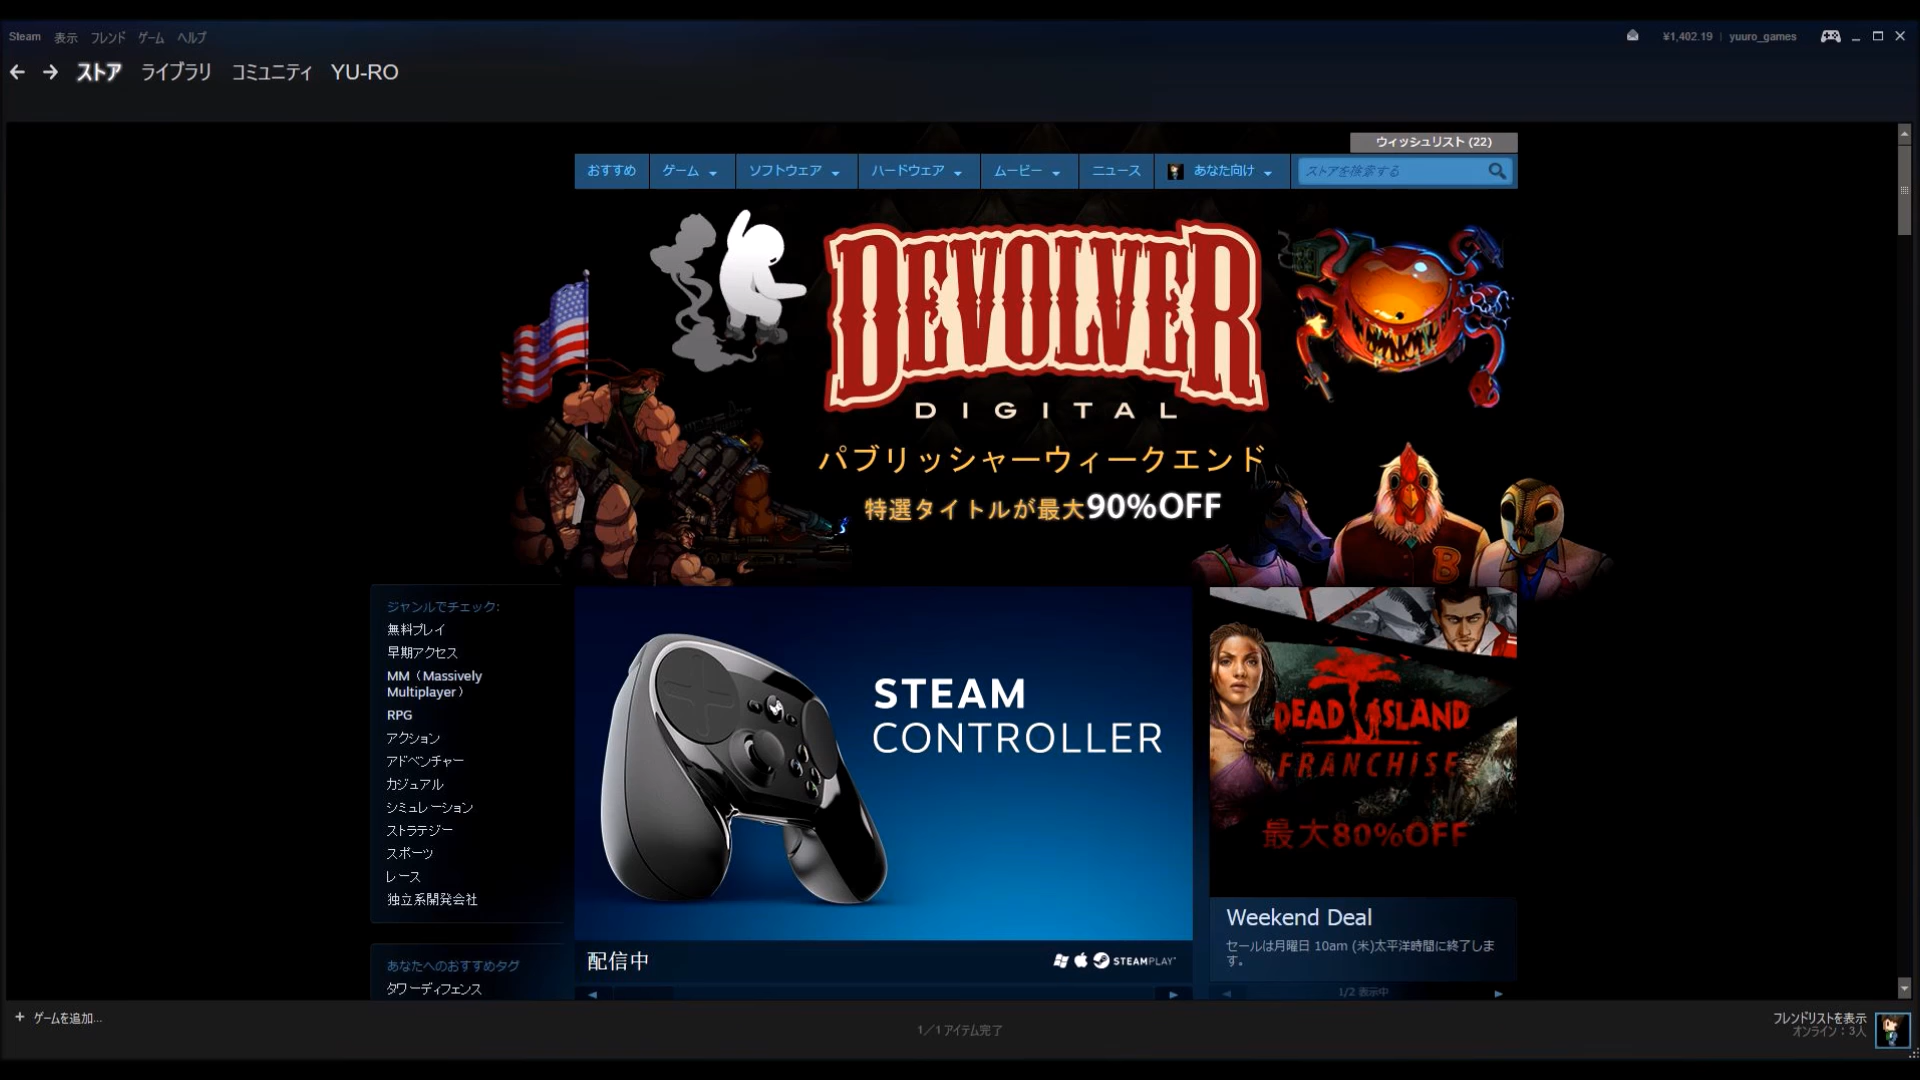 Steam 表示 フレンド ゲーム ヘルプ
¥1,402.19 | yuuro_games
ストア ライブラリ コミュニティ YU-RO
ウィッシュリスト (22)
おすすめ ゲーム ソフトウェア ハードウェア ムービー ニュース あなた向け ストアを検索する
DEVOLVER
DIGITAL
パブリッシャーウィークエンド
特選タイトルが最大90%OFF
B
ジャンルでチェック:
無料プレイ
早期アクセス
MM（Massively
Multiplayer）
RPG
アクション
アドベンチャー
カジュアル
シミュレーション
ストラテジー
スポーツ
レース
独立系開発会社
あなたへのおすすめタグ
タワーディフェンス
STEAM
CONTROLLER
配信中
STEAMPLAY
DEAD ISLAND
FRANCHISE
最大80%OFF
Weekend Deal
セールは月曜日 10am (米)太平洋時間に終了しま
す。
1/2 表示中
+ ゲームを追加...
1／1 アイテム完了
フレンドリストを表示
オンライン：3人